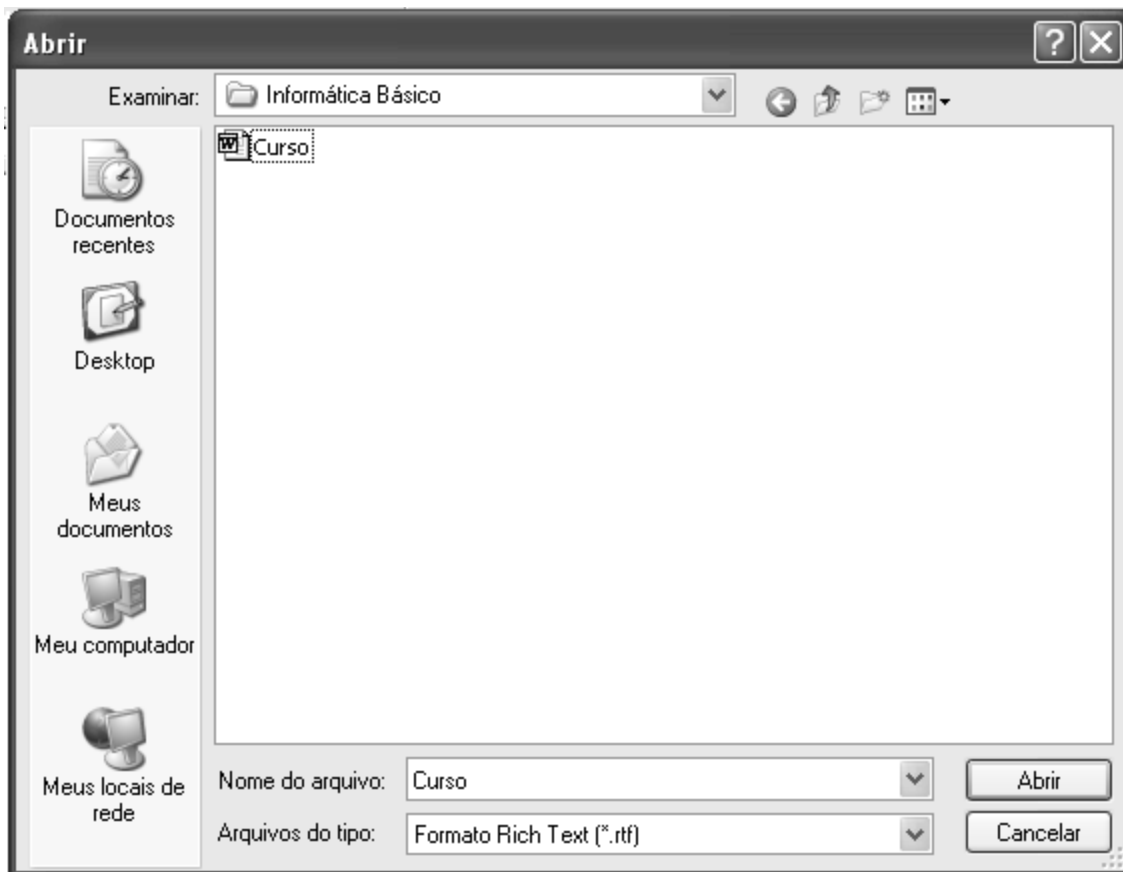 Abrir
Examinar:
Informática Básico
Curso
Documentos
recentes
Desktop
Meus
documentos
Meu computador
Meus locais de
rede
Nome do arquivo:
Curso
Abrir
Arquivos do tipo:
Formato Rich Text (*.rtf)
Cancelar